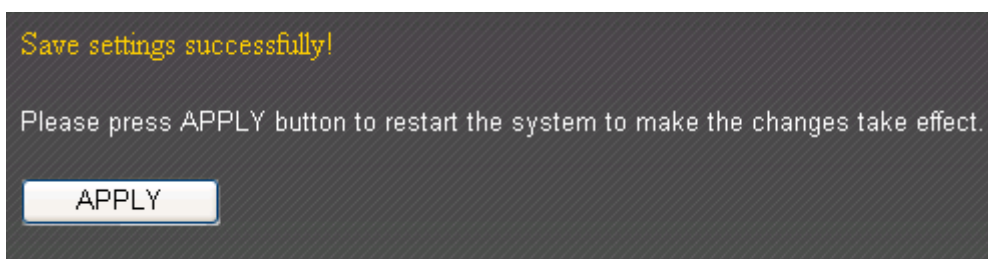 Save settings successfully!
Please press APPLY button to restart the system to make the changes take effect.
APPLY